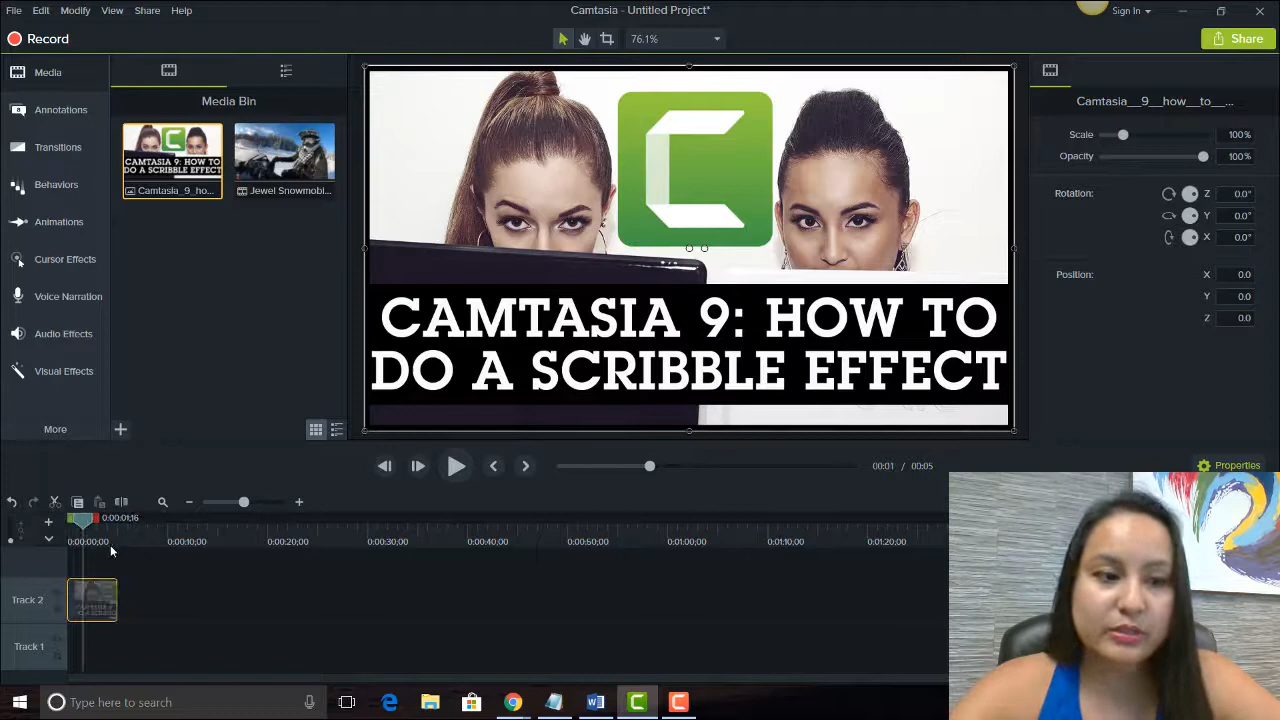 File Edit Modify View Share Help
Camtasia - Untitled Project*
Sign In
Record
76.1%
Share
Media
Annotations
Transitions
Behaviors
Animations
Cursor Effects
Voice Narration
Audio Effects
Visual Effects
More
Media Bin
CAMTASIA 9: HOW TO
DO A SCRIBBLE EFFECT
Camtasia_9_ho...
Jewel Snowmobi...
CAMTASIA 9: HOW TO
DO A SCRIBBLE EFFECT
Camtasia__9__how__to__...
Scale 100%
Opacity 100%
Rotation: Z 0.0°
Y 0.0°
X 0.0°
Position: X 0.0
Y 0.0
Z 0.0
00:01 / 00:05
Properties
0:00:01;16
0:00:00;00 0:00:10;00 0:00:20;00 0:00:30;00 0:00:40;00 0:00:50;00 0:01:00;00 0:01:10;00 0:01:20;00
Track 2
Track 1
Type here to search